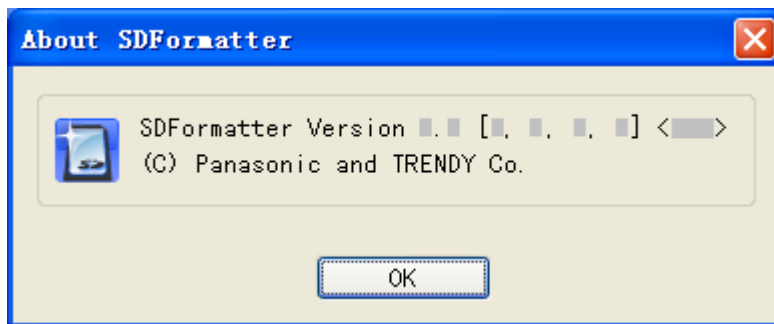 About SDFormatter
SDFormatter Version . [, , , ] < >
(C) Panasonic and TRENDY Co.
OK